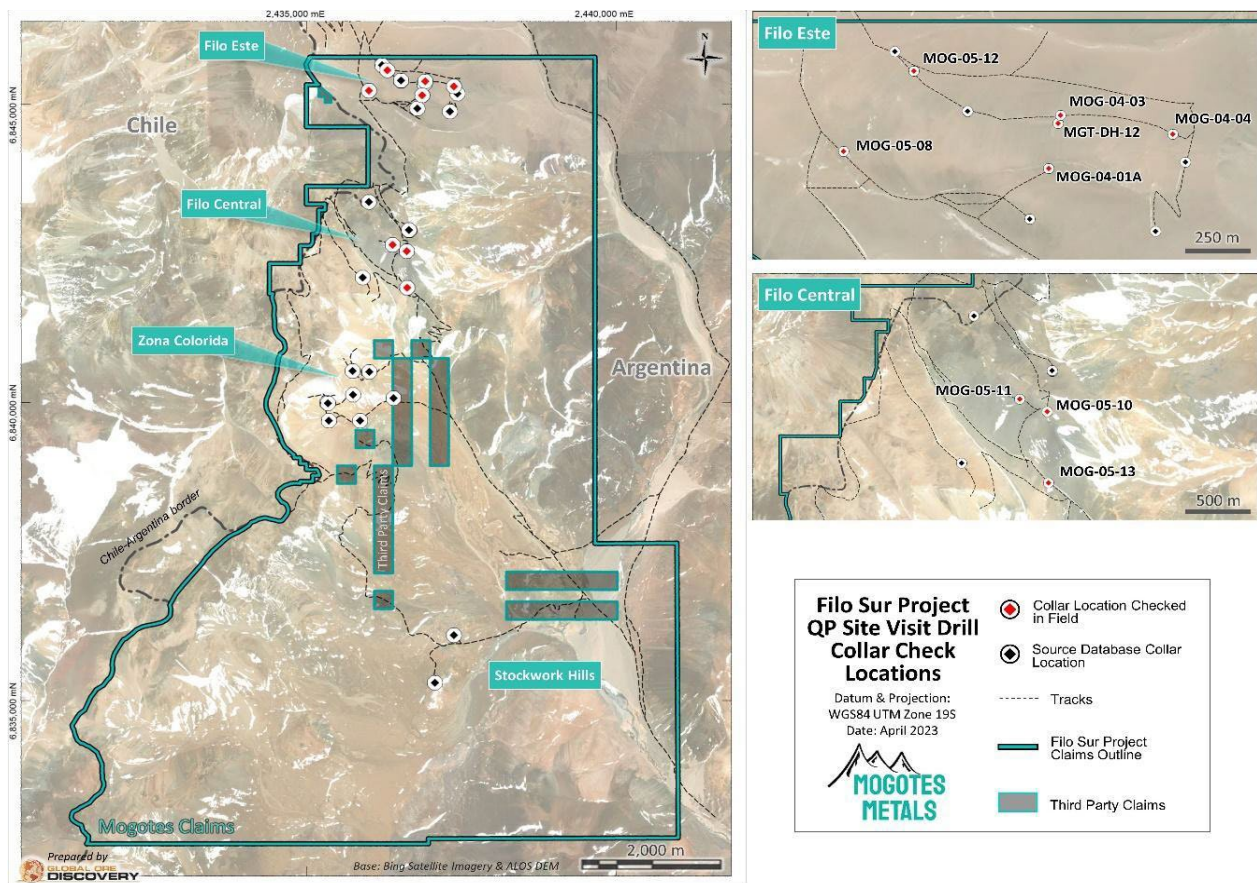 2,435,000 mE
2,440,000 mE
6,845,000 mN
6,840,000 mN
6,835,000 mN
N
Filo Este
Chile
Filo Central
Zona Colorida
Argentina
Third Party Claims
Chile-Argentina border
Stockwork Hills
Mogotes Claims
Prepared by
GLOBAL ORE
DISCOVERY
Base: Bing Satellite Imagery & ALOS DEM
2,000 m
Filo Este
MOG-05-12
MOG-04-03
MGT-DH-12
MOG-04-04
MOG-05-08
MOG-04-01A
250 m
Filo Central
MOG-05-11
MOG-05-10
MOG-05-13
500 m
Filo Sur Project
QP Site Visit Drill
Collar Check
Locations
Datum & Projection:
WGS84 UTM Zone 19S
Date: April 2023
MOGOTES
METALS
Collar Location Checked
in Field
Source Database Collar
Location
Tracks
Filo Sur Project
Claims Outline
Third Party Claims